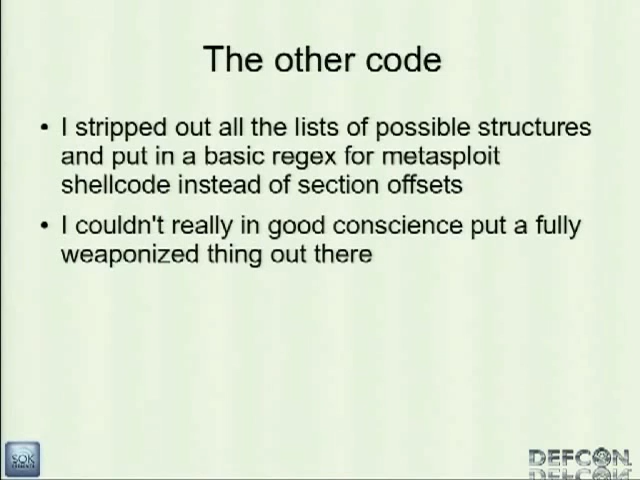 The other code
• I stripped out all the lists of possible structures
and put in a basic regex for metasploit
shellcode instead of section offsets
• I couldn't really in good conscience put a fully
weaponized thing out there
SOK
DEFCON